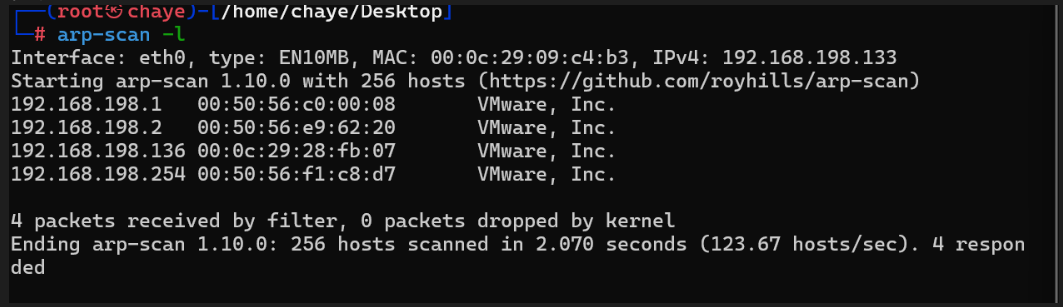 ┌──(root㉿chaye)-[/home/chaye/Desktop]
└─# arp-scan -l
Interface: eth0, type: EN10MB, MAC: 00:0c:29:09:c4:b3, IPv4: 192.168.198.133
Starting arp-scan 1.10.0 with 256 hosts (https://github.com/royhills/arp-scan)
192.168.198.1   00:50:56:c0:00:08       VMware, Inc.
192.168.198.2   00:50:56:e9:62:20       VMware, Inc.
192.168.198.136 00:0c:29:28:fb:07       VMware, Inc.
192.168.198.254 00:50:56:f1:c8:d7       VMware, Inc.

4 packets received by filter, 0 packets dropped by kernel
Ending arp-scan 1.10.0: 256 hosts scanned in 2.070 seconds (123.67 hosts/sec). 4 respon
ded